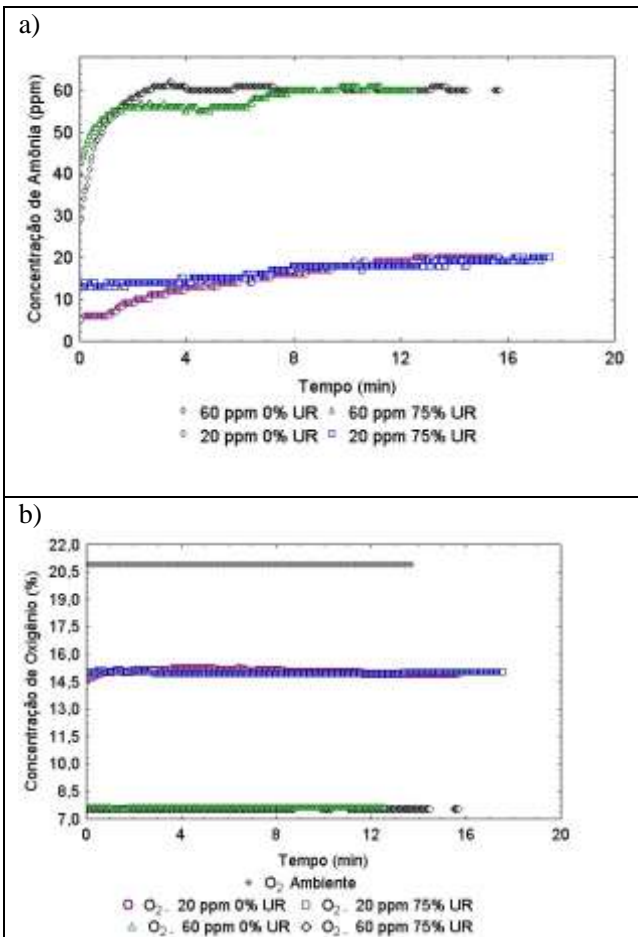 a)
Concentração de Amônia (ppm)
60
50
40
30
20
10
0
0 4 8 12 16 20
Tempo (min)
60 ppm 0% UR 60 ppm 75% UR
20 ppm 0% UR 20 ppm 75% UR
b)
Concentração de Oxigênio (%)
22,0
20,5
19,0
17,5
16,0
14,5
13,0
11,5
10,0
8,5
7,0
0 4 8 12 16 20
Tempo (min)
O₂ Ambiente
O₂- 20 ppm 0% UR O₂- 20 ppm 75% UR
O₂- 60 ppm 0% UR O₂- 60 ppm 75% UR